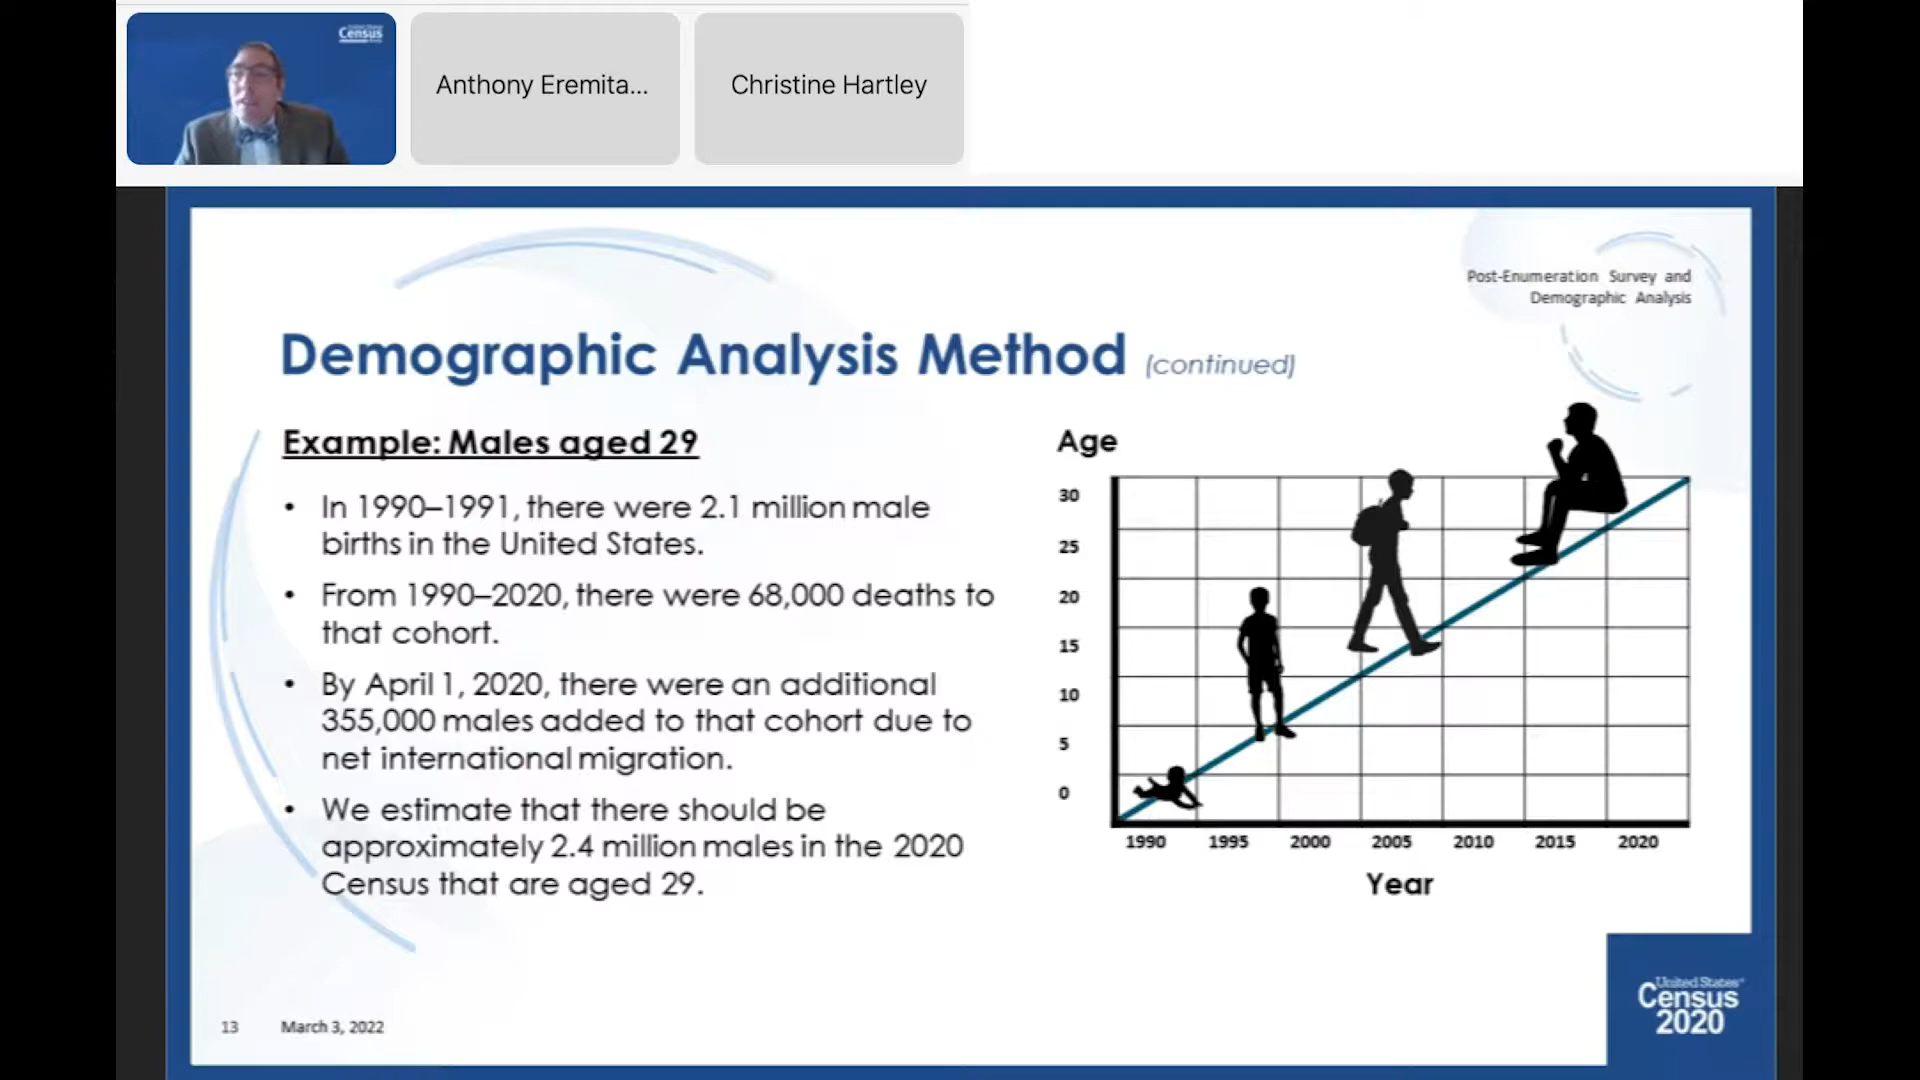 United States
Census
Anthony Eremita...
Christine Hartley
Post-Enumeration Survey and
Demographic Analysis
Demographic Analysis Method (continued)
Example: Males aged 29
• In 1990–1991, there were 2.1 million male
births in the United States.
• From 1990–2020, there were 68,000 deaths to
that cohort.
• By April 1, 2020, there were an additional
355,000 males added to that cohort due to
net international migration.
• We estimate that there should be
approximately 2.4 million males in the 2020
Census that are aged 29.
Age
30
25
20
15
10
5
0
1990 1995 2000 2005 2010 2015 2020
Year
13 March 3, 2022
United States®
Census
2020